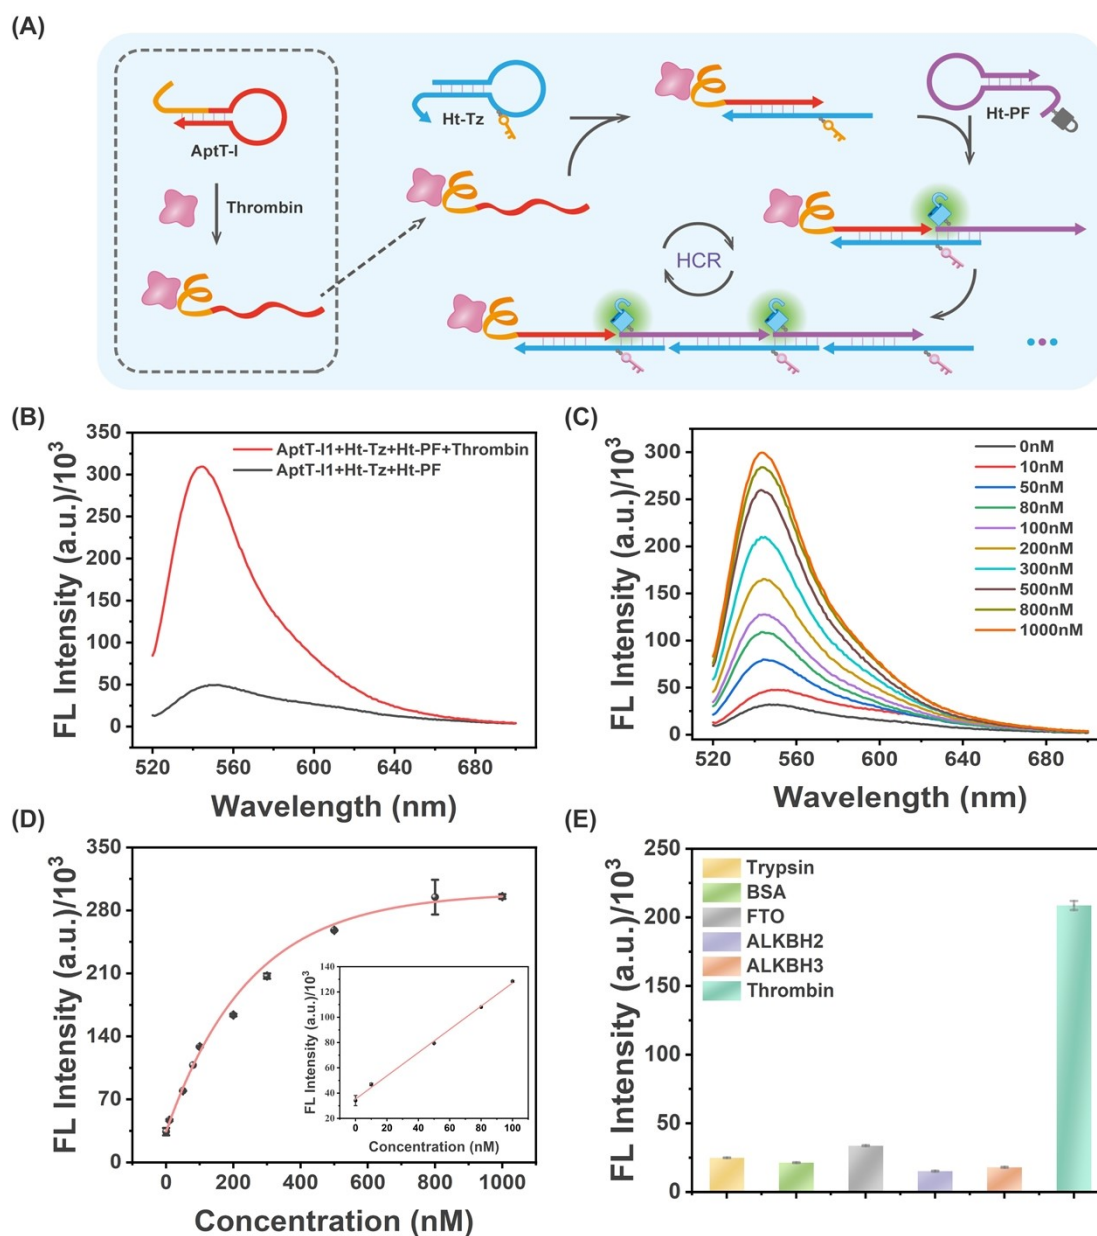 (A)
AptT-I
Thrombin
Ht-Tz
Ht-PF
HCR
(B)
FL Intensity (a.u.)/10³
350
300
250
200
150
100
50
0
AptT-I1+Ht-Tz+Ht-PF+Thrombin
AptT-I1+Ht-Tz+Ht-PF
520 560 600 640 680
Wavelength (nm)
(C)
FL Intensity (a.u.)/10³
300
250
200
150
100
50
0
0nM
10nM
50nM
80nM
100nM
200nM
300nM
500nM
800nM
1000nM
520 560 600 640 680
Wavelength (nm)
(D)
FL Intensity (a.u.)/10³
350
280
210
140
70
0
FL Intensity (a.u.)/10³
140
120
100
80
60
40
20
0 20 40 60 80 100
Concentration (nM)
0 200 400 600 800 1000
Concentration (nM)
(E)
FL Intensity (a.u.)/10³
250
200
150
100
50
0
Trypsin
BSA
FTO
ALKBH2
ALKBH3
Thrombin